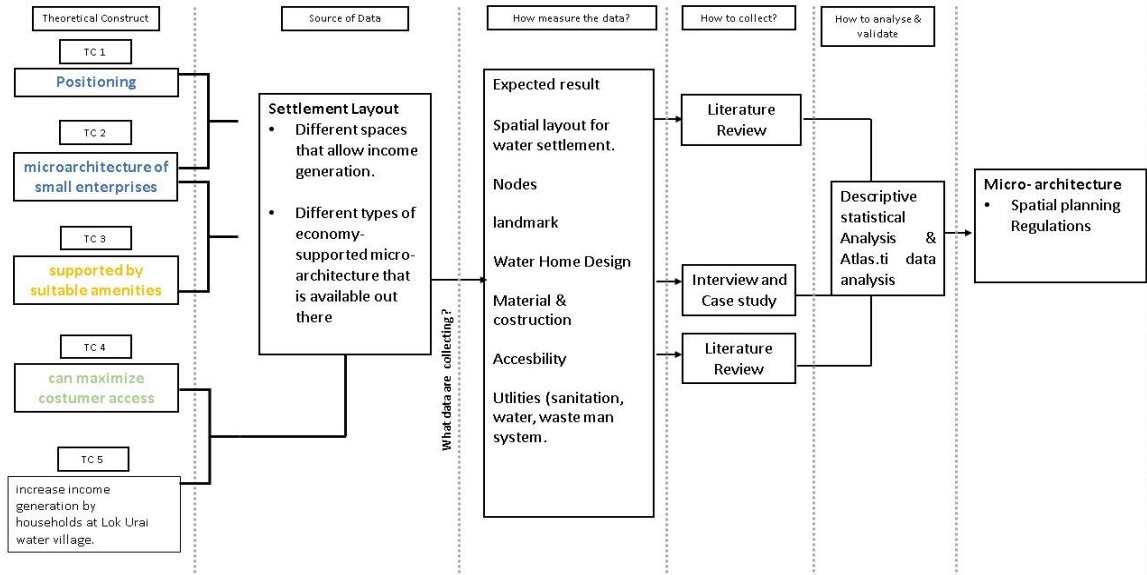 Theoretical Construct
Source of Data
How measure the data?
How to collect?
How to analyse &
validate
TC 1
Positioning
TC 2
microarchitecture of
small enterprises
TC 3
supported by
suitable amenities
TC 4
can maximize
costumer access
TC 5
increase income
generation by
households at Lok Urai
water village.
Settlement Layout
• Different spaces
that allow income
generation.
• Different types of
economy-
supported micro-
architecture that
is available out
there
What data are collecting?
Expected result
Spatial layout for
water settlement.
Nodes
landmark
Water Home Design
Material &
costruction
Accesbility
Utlities (sanitation,
water, waste man
system.
Literature
Review
Interview and
Case study
Literature
Review
Descriptive
statistical
Analysis &
Atlas.ti data
analysis
Micro- architecture
• Spatial planning
Regulations